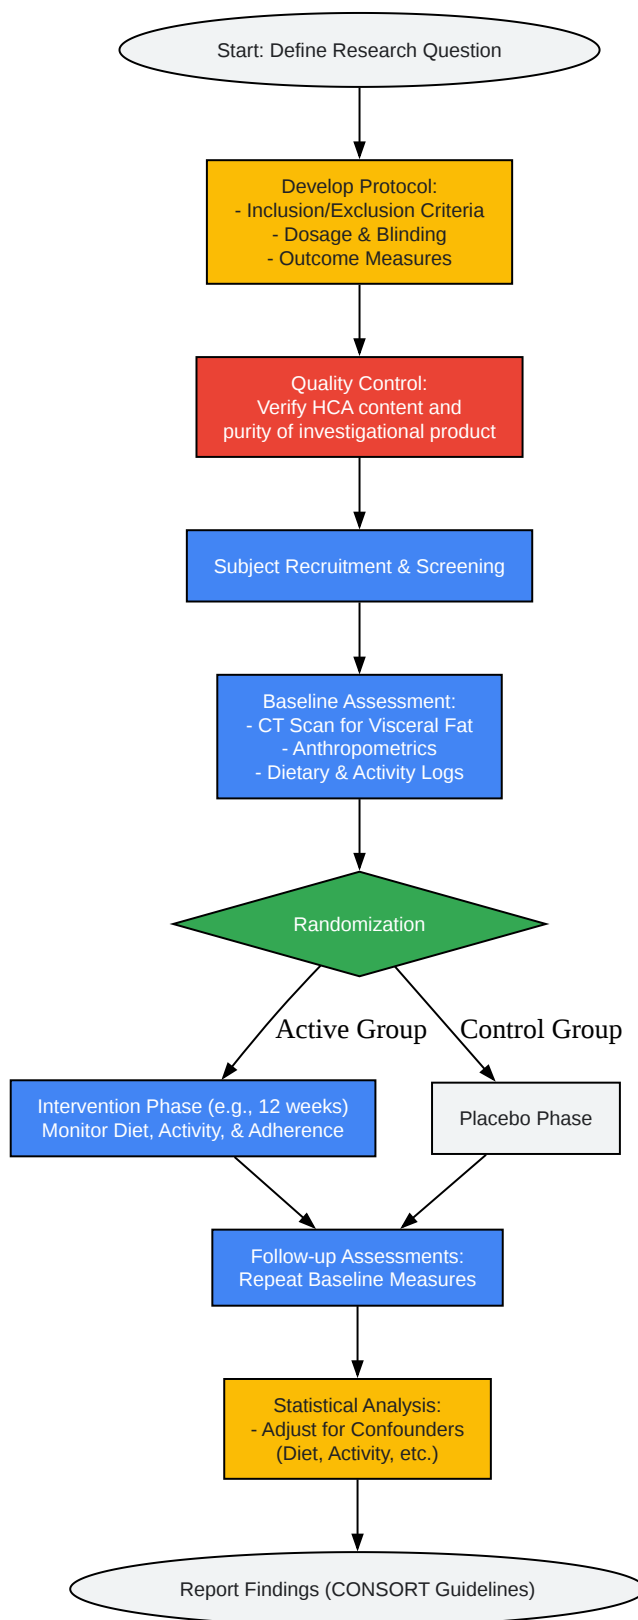 Start: Define Research Question
Develop Protocol:
- Inclusion/Exclusion Criteria
- Dosage & Blinding
- Outcome Measures
Quality Control:
Verify HCA content and
purity of investigational product
Subject Recruitment & Screening
Baseline Assessment:
- CT Scan for Visceral Fat
- Anthropometrics
- Dietary & Activity Logs
Randomization
Active Group
Control Group
Intervention Phase (e.g., 12 weeks)
Monitor Diet, Activity, & Adherence
Placebo Phase
Follow-up Assessments:
Repeat Baseline Measures
Statistical Analysis:
- Adjust for Confounders
(Diet, Activity, etc.)
Report Findings (CONSORT Guidelines)